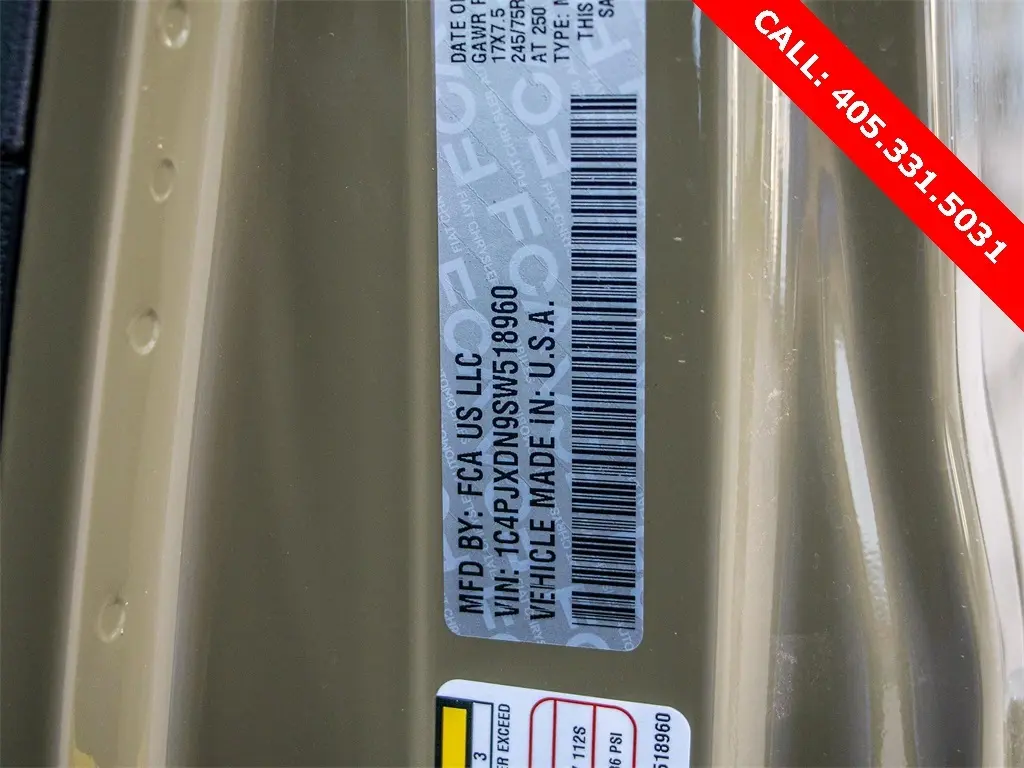 CALL: 405.331.5031
DATE OF
GAWR
17X7.5
245/75R
AT 250
TYPE:
THIS
SA
MFD BY: FCA US LLC
VIN: 1C4PJXDN9SW518960
VEHICLE MADE IN: U.S.A.
3
ER EXCEED
112S
36 PSI
518960